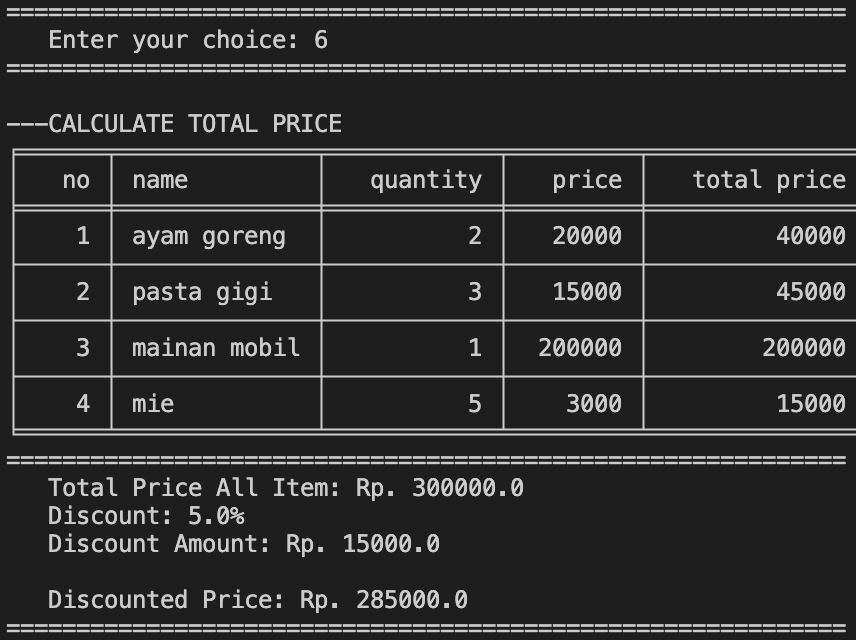 ============================================================
Enter your choice: 6
============================================================
---CALCULATE TOTAL PRICE
no name quantity price total price
1 ayam goreng 2 20000 40000
2 pasta gigi 3 15000 45000
3 mainan mobil 1 200000 200000
4 mie 5 3000 15000
============================================================
Total Price All Item: Rp. 300000.0
Discount: 5.0%
Discount Amount: Rp. 15000.0
Discounted Price: Rp. 285000.0
============================================================